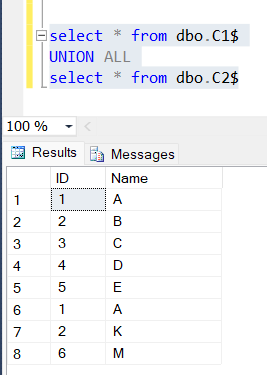 select * from dbo.C1$
UNION ALL
select * from dbo.C2$
100 %
Results Messages
ID Name
1 1 A
2 2 B
3 3 C
4 4 D
5 5 E
6 1 A
7 2 K
8 6 M